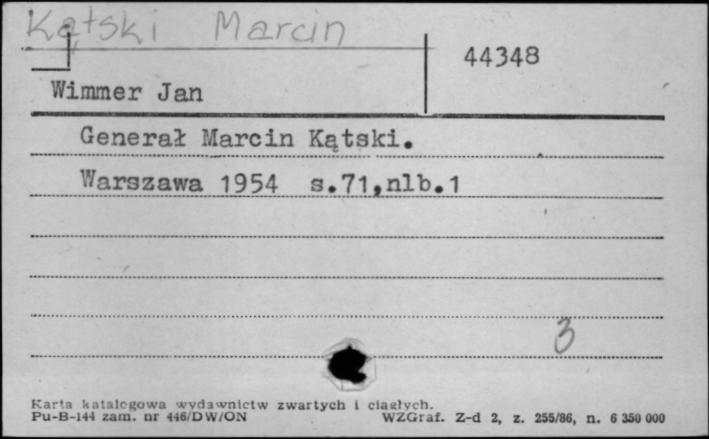 Kątski Marcin
44348
Wimmer Jan
Generał Marcin Kątski.
Warszawa 1954 s.71,nlb.1
3
Karta katalogowa wydawnictw zwartych i ciągłych.
Pu-B-144 zam. nr 446/DW/ON WZGraf. Z-d 2, z. 255/86, n. 6 350 000